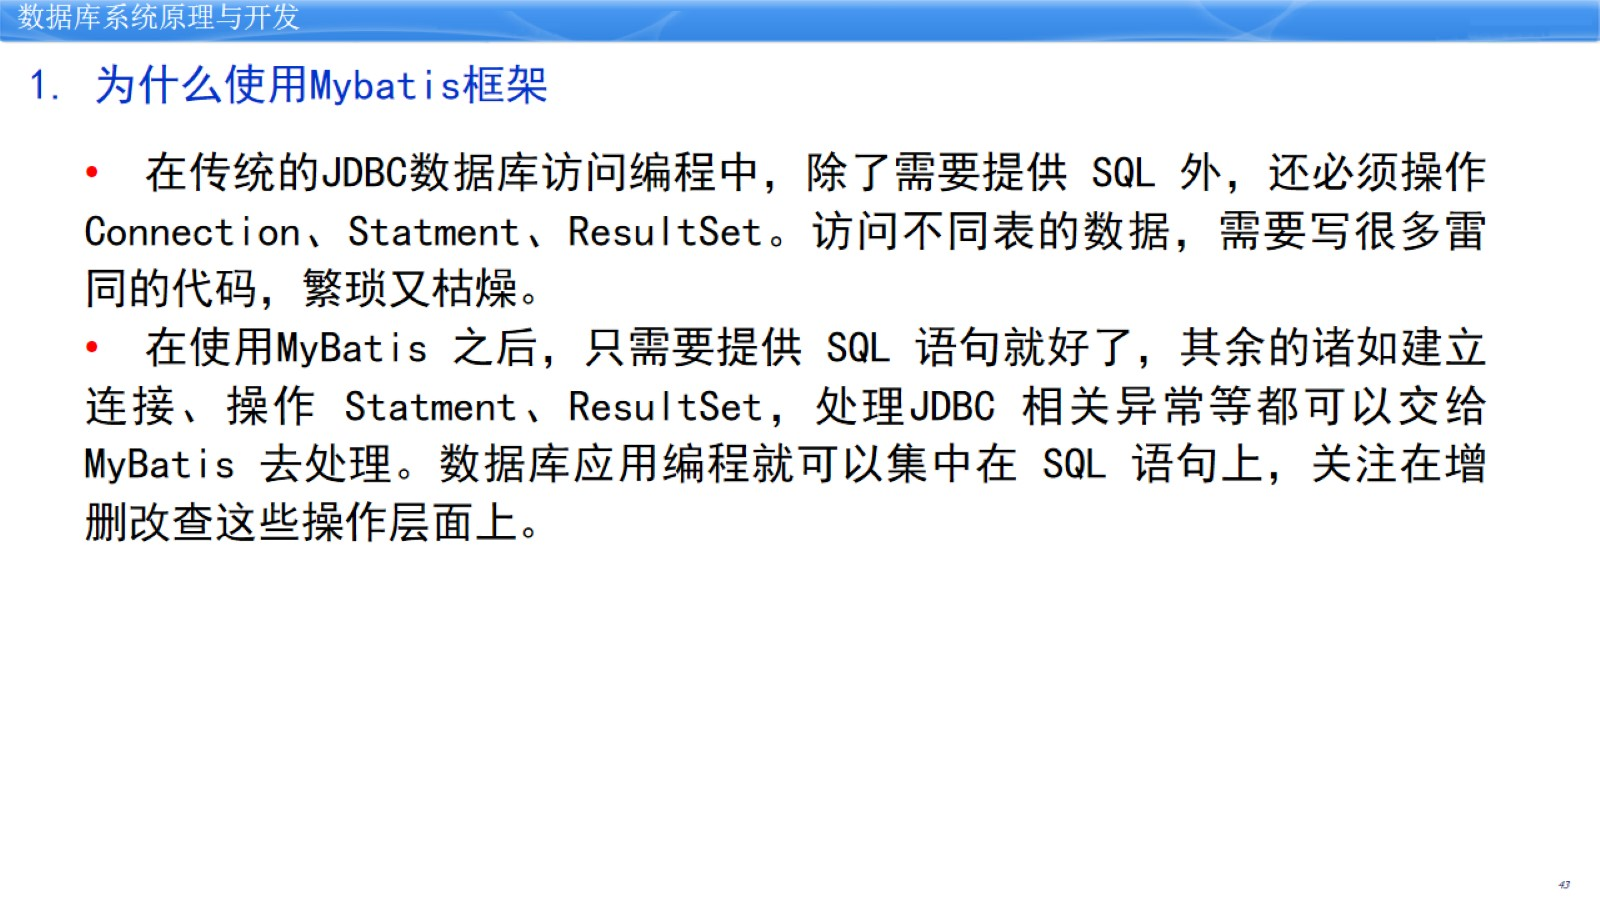 数据库系统原理与开发
1. 为什么使用Mybatis框架
• 在传统的JDBC数据库访问编程中，除了需要提供 SQL 外，还必须操作
Connection、Statment、ResultSet。访问不同表的数据，需要写很多雷
同的代码，繁琐又枯燥。
• 在使用MyBatis 之后，只需要提供 SQL 语句就好了，其余的诸如建立
连接、操作 Statment、ResultSet，处理JDBC 相关异常等都可以交给
MyBatis 去处理。数据库应用编程就可以集中在 SQL 语句上，关注在增
删改查这些操作层面上。
43